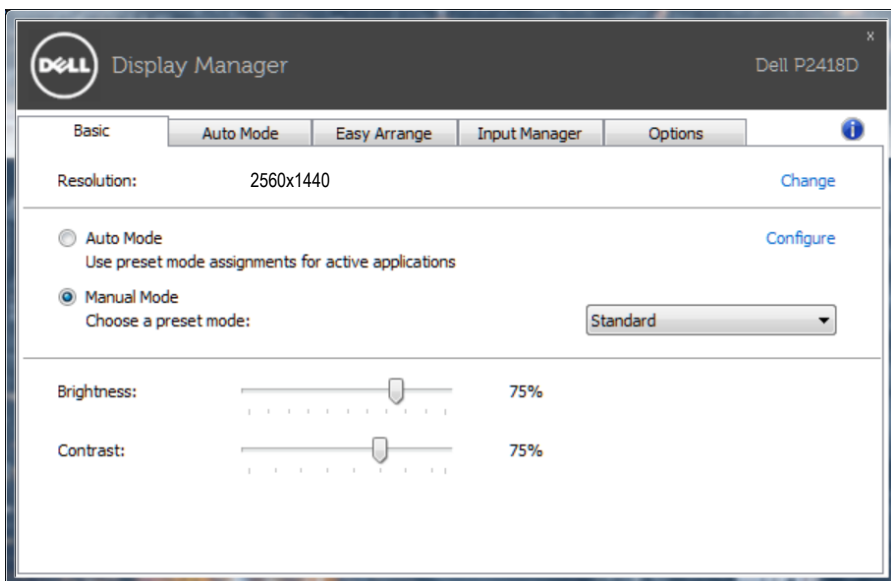 DELL Display Manager
x
Dell P2418D
Basic Auto Mode Easy Arrange Input Manager Options i
Resolution: 2560x1440 Change
Auto Mode Configure
Use preset mode assignments for active applications
Manual Mode
Choose a preset mode: Standard
Brightness: 75%
Contrast: 75%